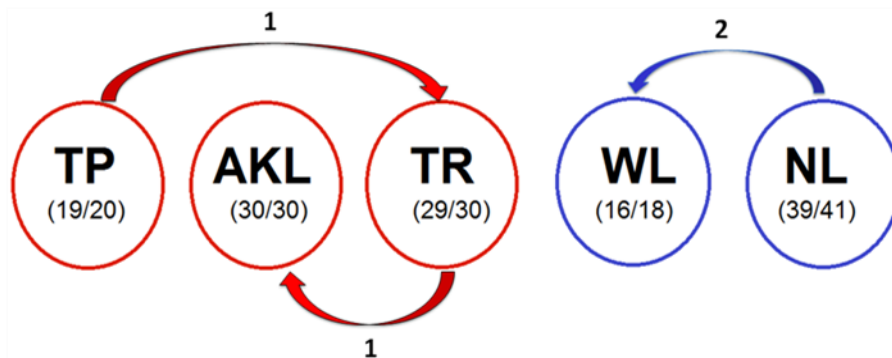 1
2
TP
(19/20)
AKL
(30/30)
TR
(29/30)
WL
(16/18)
NL
(39/41)
1